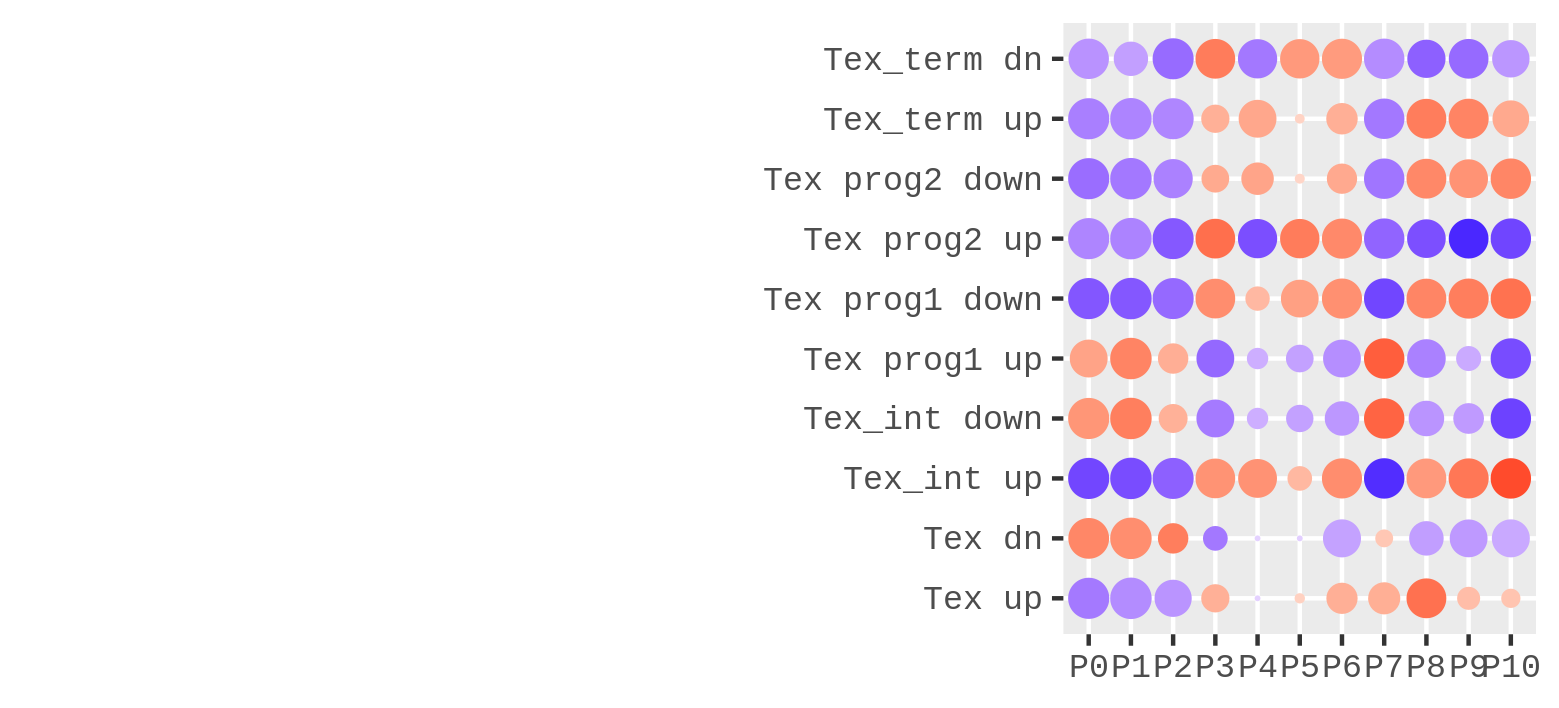 Tex_term dn
Tex_term up
Tex prog2 down
Tex prog2 up
Tex prog1 down
Tex prog1 up
Tex_int down
Tex_int up
Tex dn
Tex up
P0 P1 P2 P3 P4 P5 P6 P7 P8 P9 P10